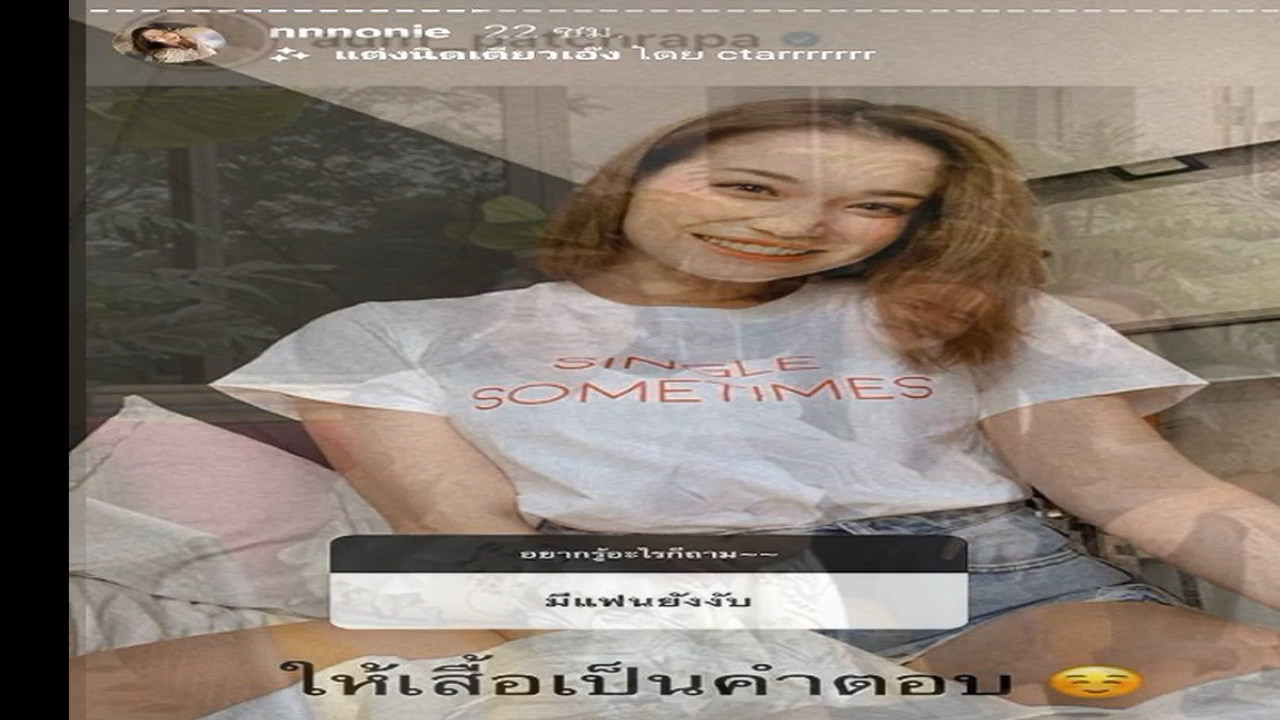 nnnonie 22 ชม.
แต่งนิดเดียวเอ๊ง โดย ctarrrrrrr
SINGLE
SOMETIMES
อยากรู้อะไรก็ถาม~~
มีแฟนยังงับ
ให้เสื้อเป็นคำตอบ 😌